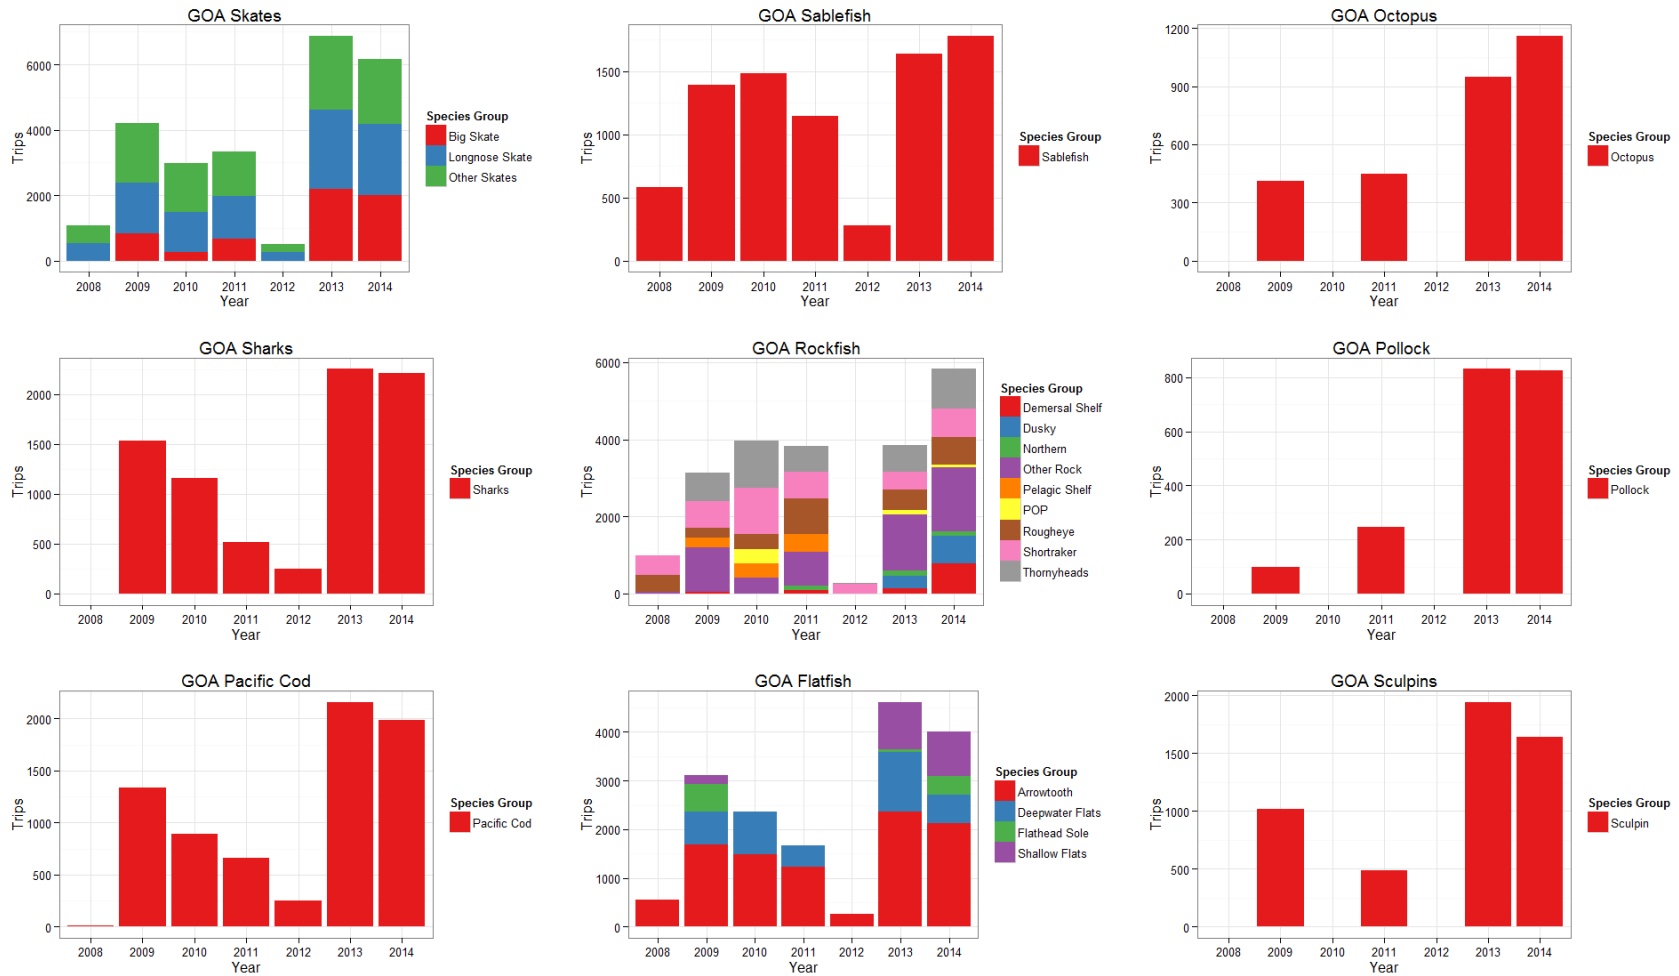 GOA Skates
6000
4000
2000
0
Trips
2008 2009 2010 2011 2012 2013 2014
Year
Species Group
Big Skate
Longnose Skate
Other Skates
GOA Sablefish
1500
1000
500
0
Trips
2008 2009 2010 2011 2012 2013 2014
Year
Species Group
Sablefish
GOA Octopus
1200
900
600
300
0
Trips
2008 2009 2010 2011 2012 2013 2014
Year
Species Group
Octopus
GOA Sharks
2000
1500
1000
500
0
Trips
2008 2009 2010 2011 2012 2013 2014
Year
Species Group
Sharks
GOA Rockfish
6000
4000
2000
0
Trips
2008 2009 2010 2011 2012 2013 2014
Year
Species Group
Demersal Shelf
Dusky
Northern
Other Rock
Pelagic Shelf
POP
Rougheye
Shortraker
Thornyheads
GOA Pollock
800
600
400
200
0
Trips
2008 2009 2010 2011 2012 2013 2014
Year
Species Group
Pollock
GOA Pacific Cod
2000
1500
1000
500
0
Trips
2008 2009 2010 2011 2012 2013 2014
Year
Species Group
Pacific Cod
GOA Flatfish
4000
3000
2000
1000
0
Trips
2008 2009 2010 2011 2012 2013 2014
Year
Species Group
Arrowtooth
Deepwater Flats
Flathead Sole
Shallow Flats
GOA Sculpins
2000
1500
1000
500
0
Trips
2008 2009 2010 2011 2012 2013 2014
Year
Species Group
Sculpin